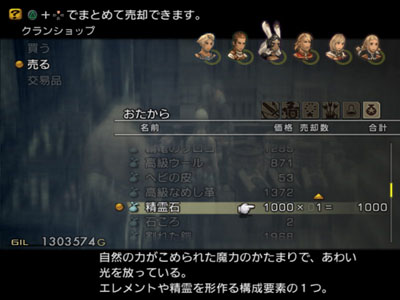 でまとめて売却できます。
クランショップ
買う
売る
交易品
おたから
名前 価格 売却数 合計
高級ウール 871
ヘビの皮 53
高級なめし革 1372
精霊石 1000× 1= 1000
石ころ 2
GIL 1303574G
自然の力がこめられた魔力のかたまりで、あわい
光を放っている。
エレメントや精霊を形作る構成要素の１つ。